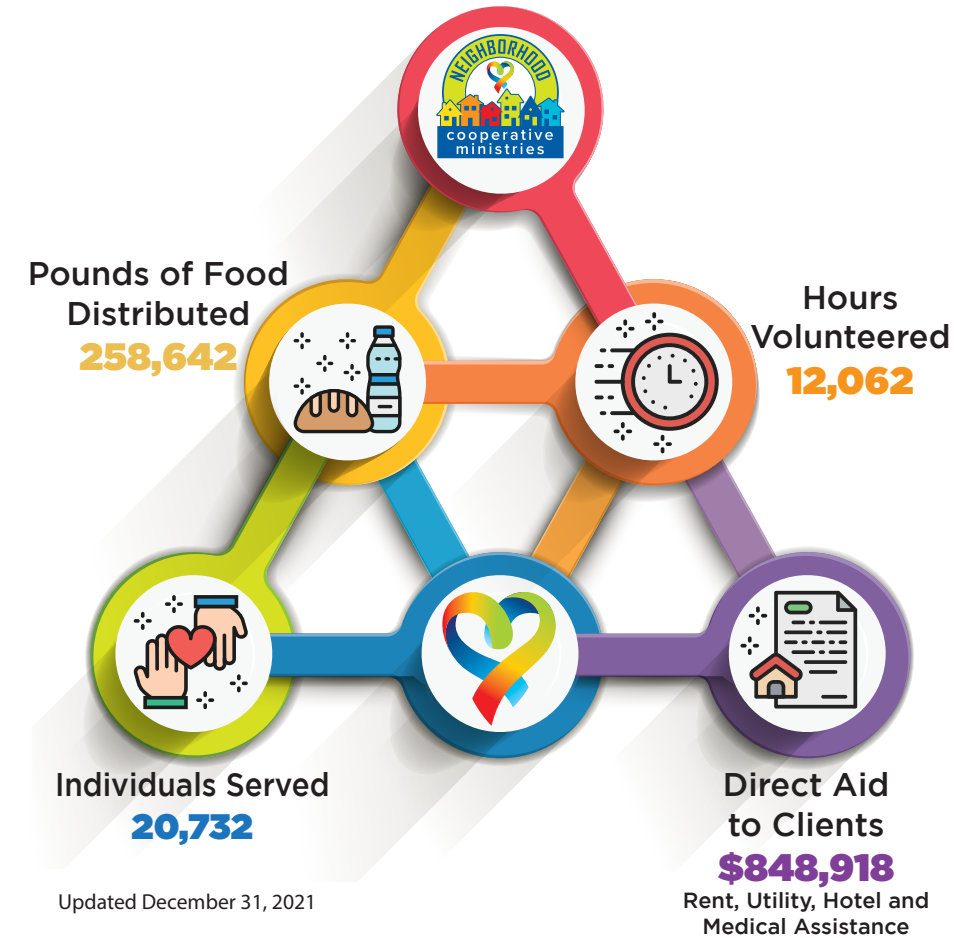 NEIGHBORHOOD
cooperative
ministries
Pounds of Food
Distributed
258,642
Hours
Volunteered
12,062
Individuals Served
20,732
Direct Aid
to Clients
$848,918
Rent, Utility, Hotel and
Medical Assistance
Updated December 31, 2021